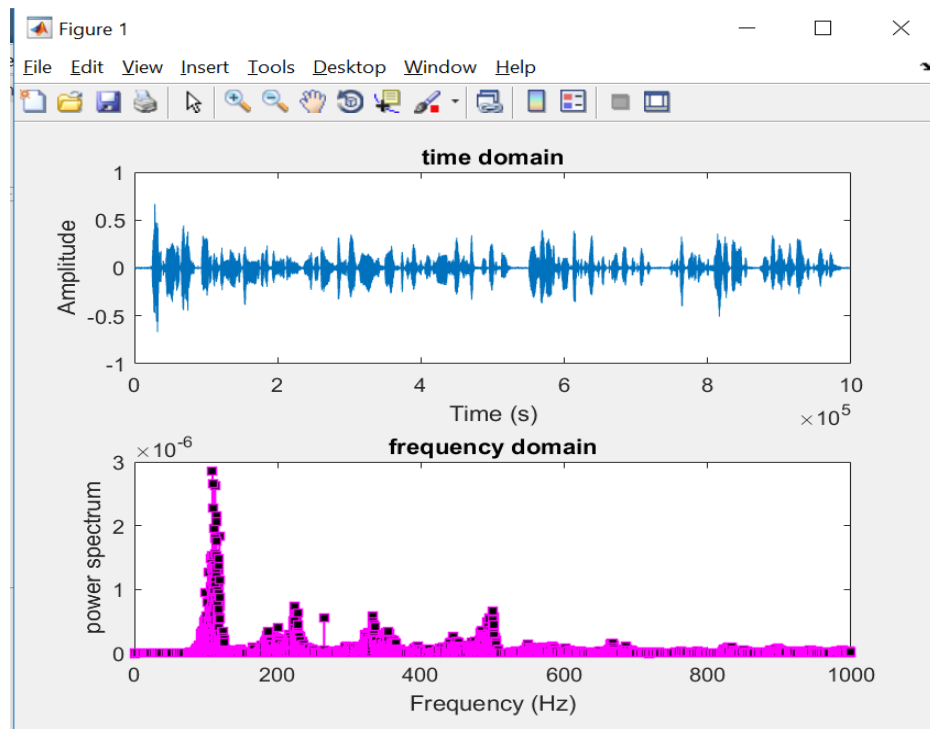 Figure 1
File Edit View Insert Tools Desktop Window Help
time domain
1
0.5
0
-0.5
-1
Amplitude
0 2 4 6 8 10
Time (s)
×10^5
frequency domain
×10^-6
3
2
1
0
power spectrum
0 200 400 600 800 1000
Frequency (Hz)